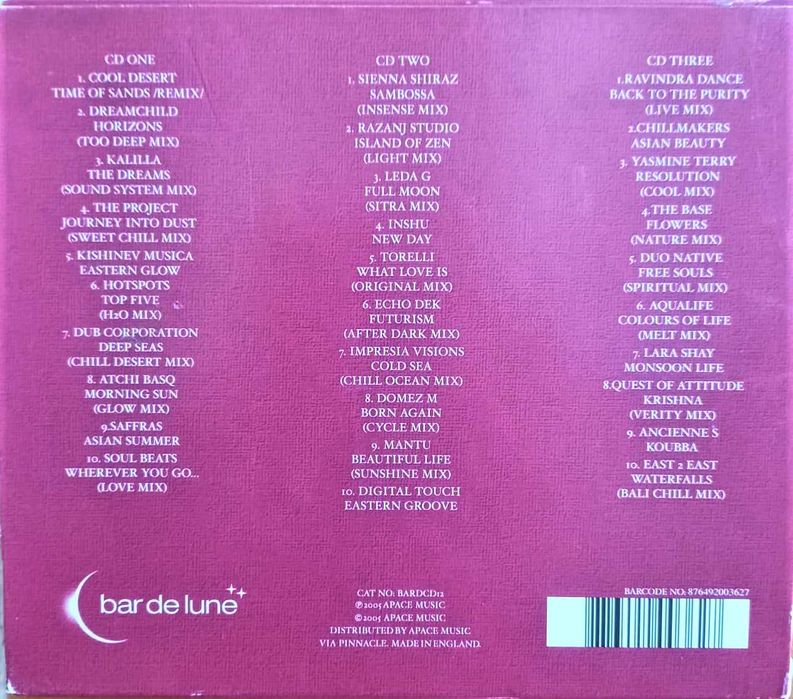 CD ONE
1. COOL DESERT
TIME OF SANDS /REMIX/
2. DREAMCHILD
HORIZONS
(TOO DEEP MIX)
3. KALILLA
THE DREAMS
(SOUND SYSTEM MIX)
4. THE PROJECT
JOURNEY INTO DUST
(SWEET CHILL MIX)
5. KISHINEV MUSICA
EASTERN GLOW
6. HOTSPOTS
TOP FIVE
(H2O MIX)
7. DUB CORPORATION
DEEP SEAS
(CHILL DESERT MIX)
8. ATCHI BASQ
MORNING SUN
(GLOW MIX)
9.SAFFRAS
ASIAN SUMMER
10. SOUL BEATS
WHEREVER YOU GO...
(LOVE MIX)
CD TWO
1. SIENNA SHIRAZ
SAMBOSSA
(INSENSE MIX)
2. RAZANJ STUDIO
ISLAND OF ZEN
(LIGHT MIX)
3. LEDA G
FULL MOON
(SITRA MIX)
4. INSHU
NEW DAY
5. TORELLI
WHAT LOVE IS
(ORIGINAL MIX)
6. ECHO DEK
FUTURISM
(AFTER DARK MIX)
7. IMPRESIA VISIONS
COLD SEA
(CHILL OCEAN MIX)
8. DOMEZ M
BORN AGAIN
(CYCLE MIX)
9. MANTU
BEAUTIFUL LIFE
(SUNSHINE MIX)
10. DIGITAL TOUCH
EASTERN GROOVE
CD THREE
1.RAVINDRA DANCE
BACK TO THE PURITY
(LIVE MIX)
2.CHILLMAKERS
ASIAN BEAUTY
3. YASMINE TERRY
RESOLUTION
(COOL MIX)
4.THE BASE
FLOWERS
(NATURE MIX)
5. DUO NATIVE
FREE SOULS
(SPIRITUAL MIX)
6. AQUALIFE
COLOURS OF LIFE
(MELT MIX)
7. LARA SHAY
MONSOON LIFE
8.QUEST OF ATTITUDE
KRISHNA
(VERITY MIX)
9. ANCIENNE'S
KOUBBA
10. EAST 2 EAST
WATERFALLS
(BALI CHILL MIX)
bar de lune
CAT NO: BARDCD12
℗2005 APACE MUSIC
©2005 APACE MUSIC
DISTRIBUTED BY APACE MUSIC
VIA PINNACLE. MADE IN ENGLAND.
BARCODE NO: 876492003627